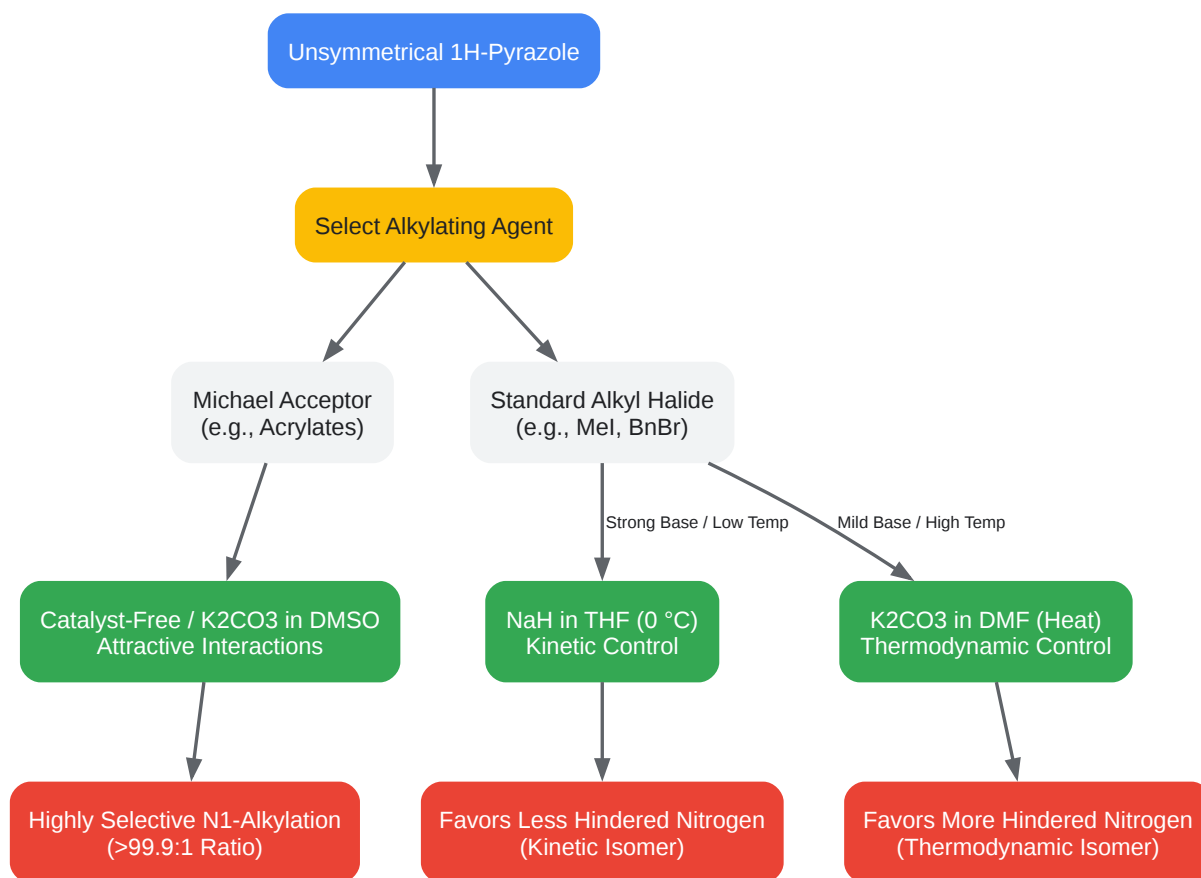 Unsymmetrical 1H-Pyrazole
Select Alkylating Agent
Michael Acceptor
(e.g., Acrylates)
Standard Alkyl Halide
(e.g., MeI, BnBr)
Strong Base / Low Temp
Mild Base / High Temp
Catalyst-Free / K2CO3 in DMSO
Attractive Interactions
NaH in THF (0 °C)
Kinetic Control
K2CO3 in DMF (Heat)
Thermodynamic Control
Highly Selective N1-Alkylation
(>99.9:1 Ratio)
Favors Less Hindered Nitrogen
(Kinetic Isomer)
Favors More Hindered Nitrogen
(Thermodynamic Isomer)